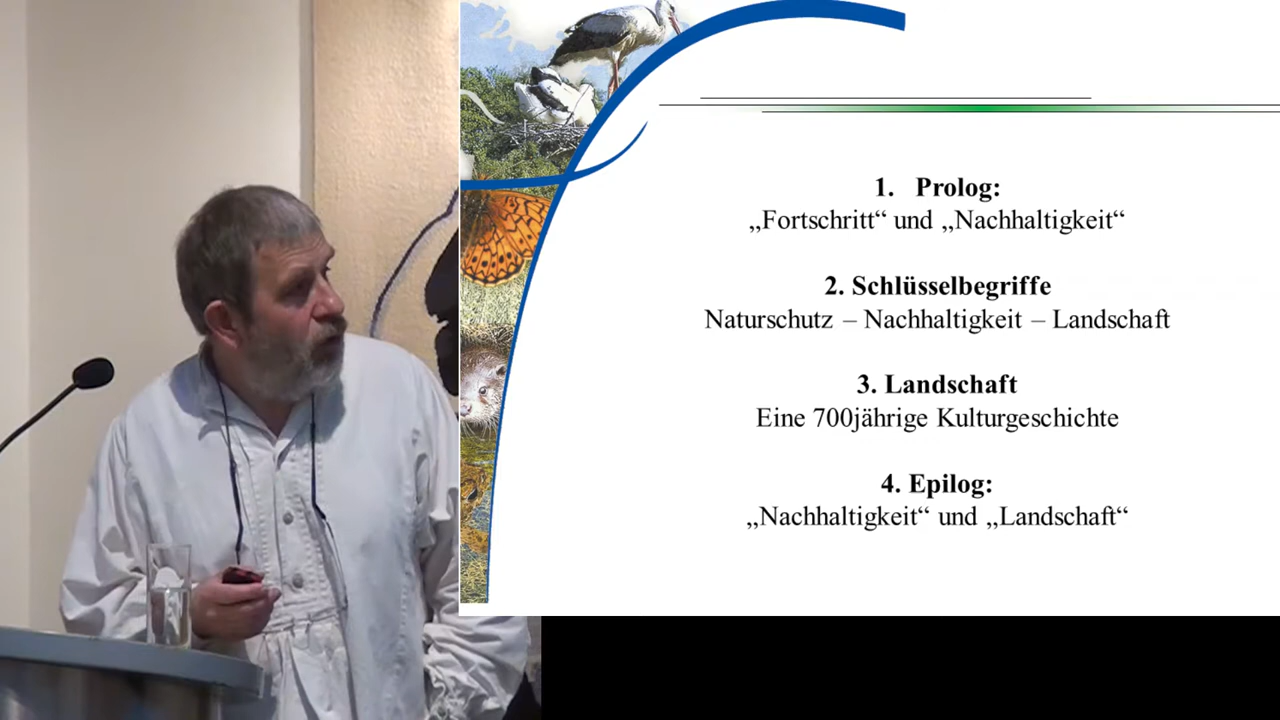 1. Prolog:
„Fortschritt“ und „Nachhaltigkeit“
2. Schlüsselbegriffe
Naturschutz – Nachhaltigkeit – Landschaft
3. Landschaft
Eine 700jährige Kulturgeschichte
4. Epilog:
„Nachhaltigkeit“ und „Landschaft“